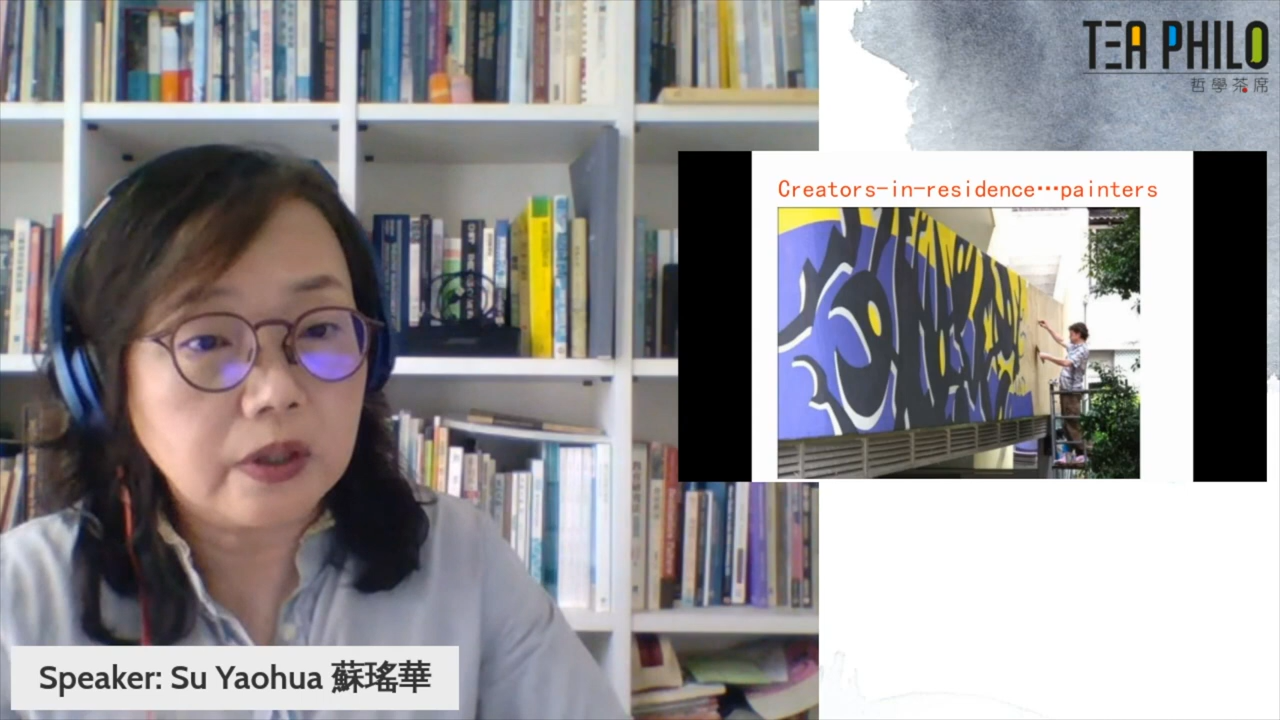 TEA PHILO
哲學茶席
Creators-in-residence…painters
Speaker: Su Yaohua 蘇瑤華